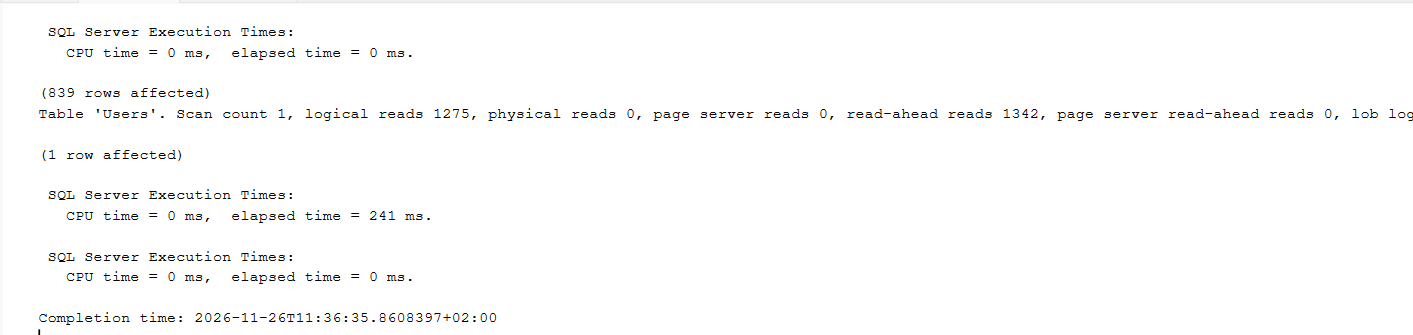 SQL Server Execution Times:
CPU time = 0 ms,  elapsed time = 0 ms.
(839 rows affected)
Table 'Users'. Scan count 1, logical reads 1275, physical reads 0, page server reads 0, read-ahead reads 1342, page server read-ahead reads 0, lob log
(1 row affected)
SQL Server Execution Times:
CPU time = 0 ms,  elapsed time = 241 ms.
SQL Server Execution Times:
CPU time = 0 ms,  elapsed time = 0 ms.
Completion time: 2026-11-26T11:36:35.8608397+02:00